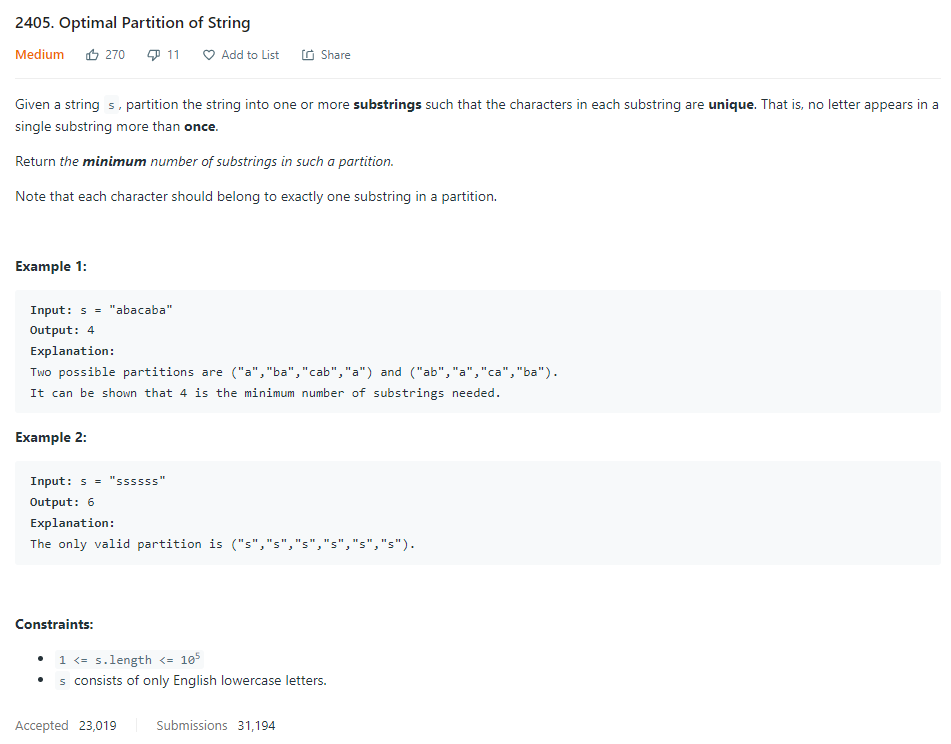 2405. Optimal Partition of String
Medium 270 11 Add to List Share
Given a string s, partition the string into one or more substrings such that the characters in each substring are unique. That is, no letter appears in a
single substring more than once.
Return the minimum number of substrings in such a partition.
Note that each character should belong to exactly one substring in a partition.
Example 1:
Input: s = "abacaba"
Output: 4
Explanation:
Two possible partitions are ("a","ba","cab","a") and ("ab","a","ca","ba").
It can be shown that 4 is the minimum number of substrings needed.
Example 2:
Input: s = "ssssss"
Output: 6
Explanation:
The only valid partition is ("s","s","s","s","s","s").
Constraints:
• 1 <= s.length <= 10⁵
• s consists of only English lowercase letters.
Accepted 23,019 Submissions 31,194